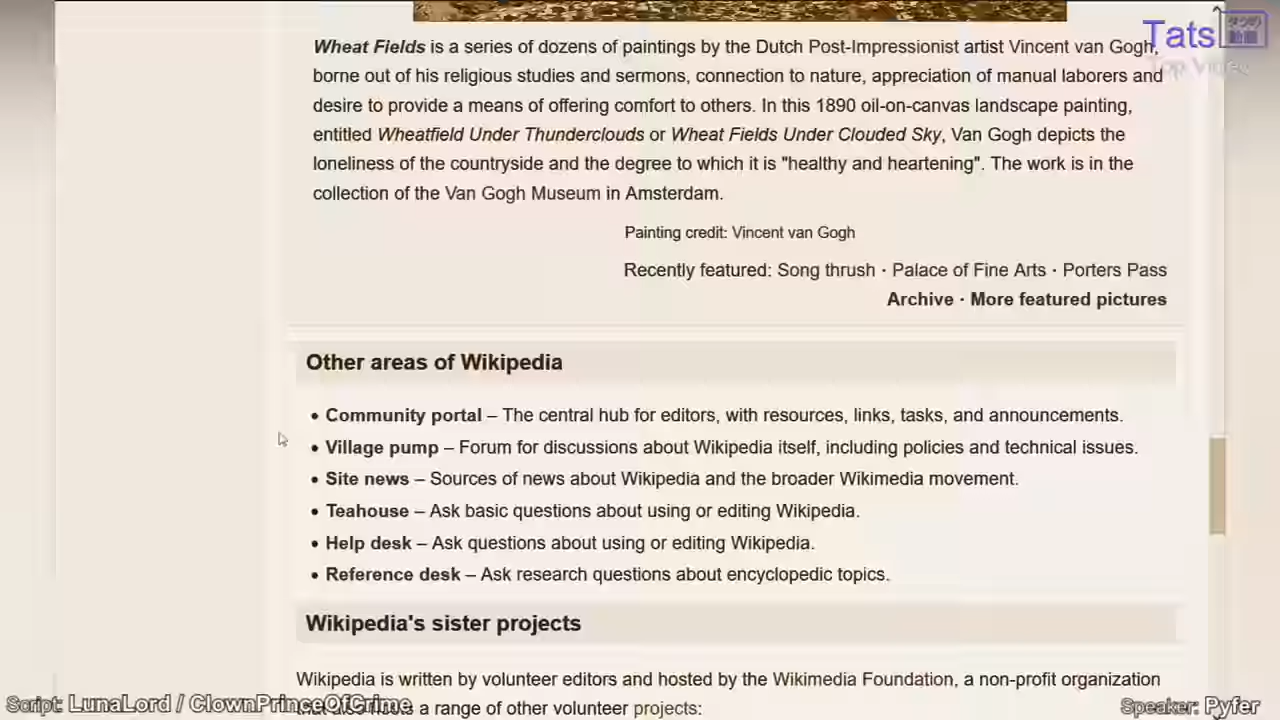 Tats タツの
動画
Top Video
Wheat Fields is a series of dozens of paintings by the Dutch Post-Impressionist artist Vincent van Gogh,
borne out of his religious studies and sermons, connection to nature, appreciation of manual laborers and
desire to provide a means of offering comfort to others. In this 1890 oil-on-canvas landscape painting,
entitled Wheatfield Under Thunderclouds or Wheat Fields Under Clouded Sky, Van Gogh depicts the
loneliness of the countryside and the degree to which it is "healthy and heartening". The work is in the
collection of the Van Gogh Museum in Amsterdam.
Painting credit: Vincent van Gogh
Recently featured: Song thrush · Palace of Fine Arts · Porters Pass
Archive · More featured pictures
Other areas of Wikipedia
• Community portal – The central hub for editors, with resources, links, tasks, and announcements.
• Village pump – Forum for discussions about Wikipedia itself, including policies and technical issues.
• Site news – Sources of news about Wikipedia and the broader Wikimedia movement.
• Teahouse – Ask basic questions about using or editing Wikipedia.
• Help desk – Ask questions about using or editing Wikipedia.
• Reference desk – Ask research questions about encyclopedic topics.
Wikipedia's sister projects
Wikipedia is written by volunteer editors and hosted by the Wikimedia Foundation, a non-profit organization
that also hosts a range of other volunteer projects:
Script: LunaLord / ClownPrinceOfCrime
Speaker: Pyfer